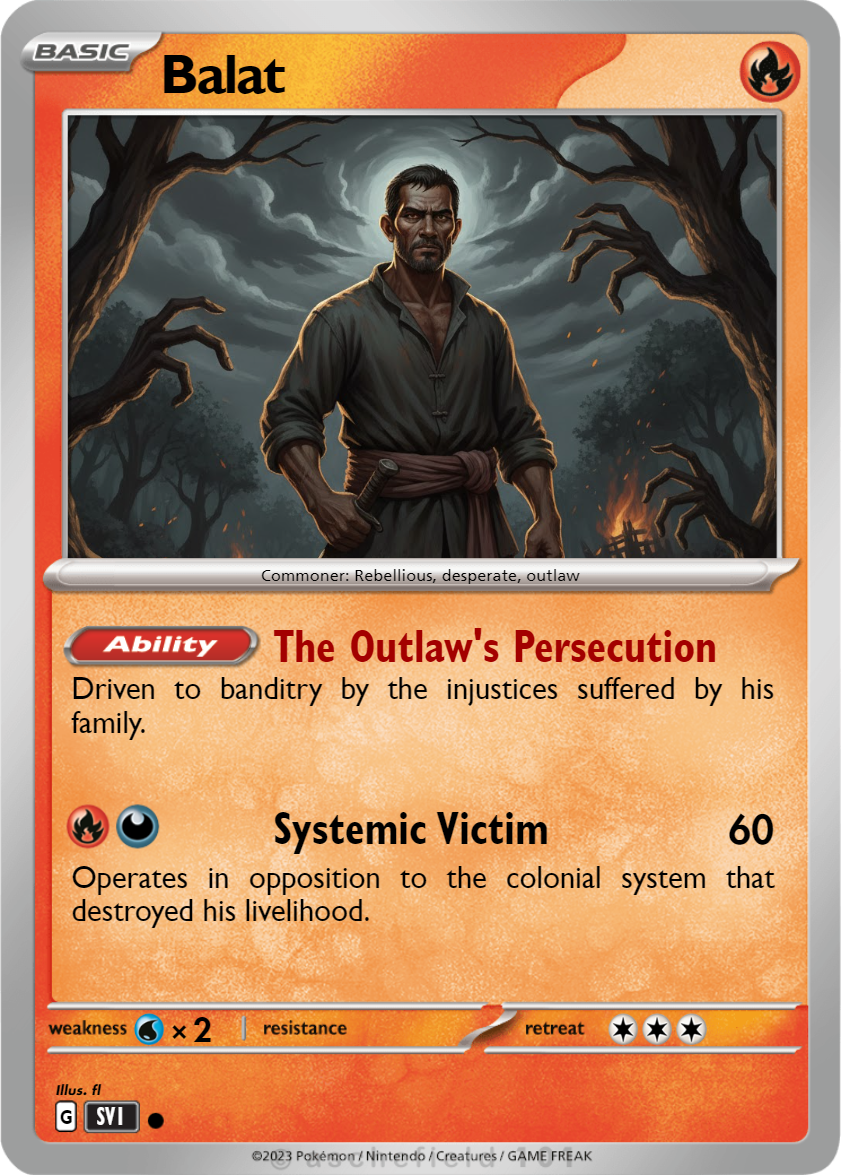 BASIC
Balat
Commoner: Rebellious, desperate, outlaw
Ability The Outlaw's Persecution
Driven to banditry by the injustices suffered by his
family.
Systemic Victim 60
Operates in opposition to the colonial system that
destroyed his livelihood.
weakness × 2 resistance retreat
Illus. fl
G SVI
©2023 Pokémon / Nintendo / Creatures / GAME FREAK